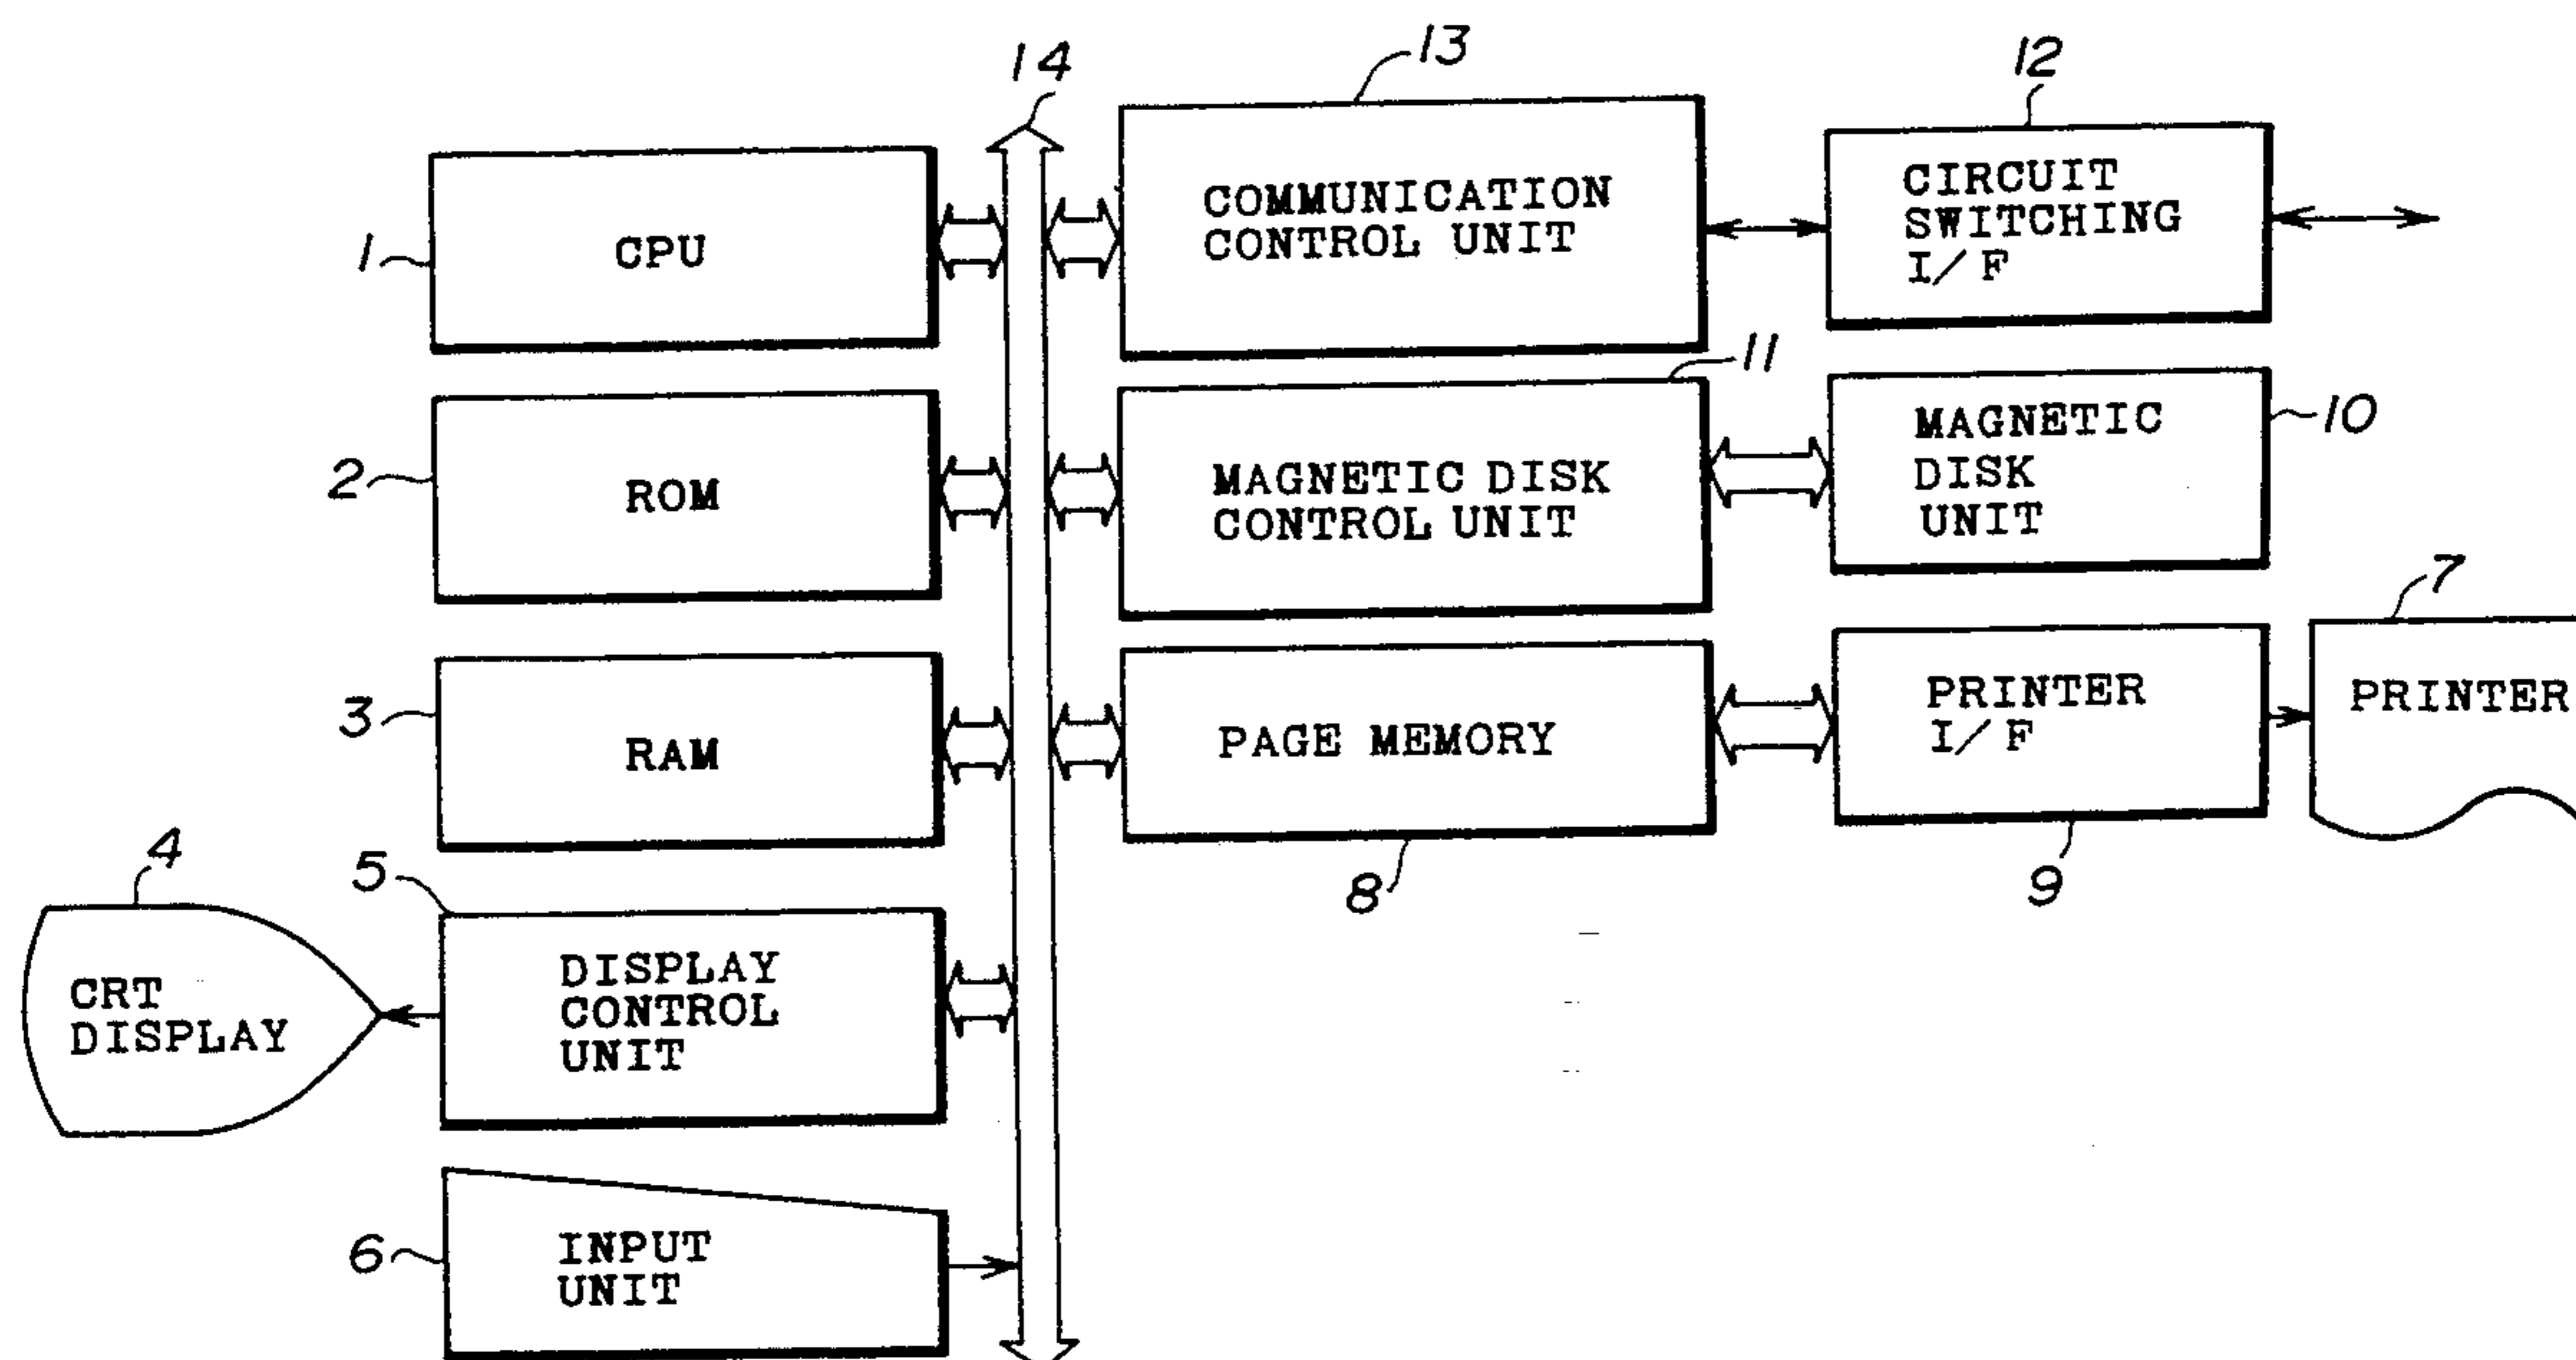 14
13
12
1
CPU
COMMUNICATION
CONTROL UNIT
CIRCUIT
SWITCHING
I/F
11
2
ROM
MAGNETIC DISK
CONTROL UNIT
MAGNETIC
DISK
UNIT
10
7
3
RAM
PAGE MEMORY
8
PRINTER
I/F
9
PRINTER
4
CRT
DISPLAY
5
DISPLAY
CONTROL
UNIT
6
INPUT
UNIT